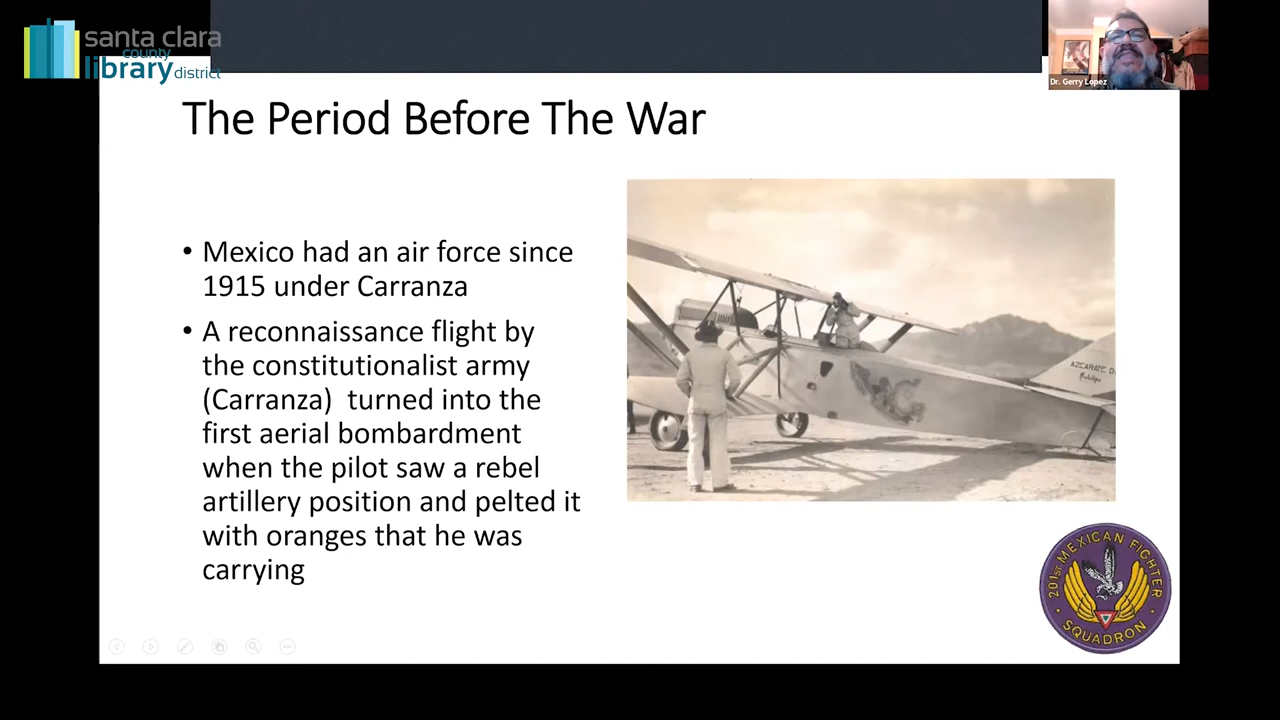 santa clara
county
library district
Dr. Gerry Lopez
The Period Before The War
• Mexico had an air force since
1915 under Carranza
• A reconnaissance flight by
the constitutionalist army
(Carranza) turned into the
first aerial bombardment
when the pilot saw a rebel
artillery position and pelted it
with oranges that he was
carrying
AZCARATE
201ST MEXICAN FIGHTER
SQUADRON